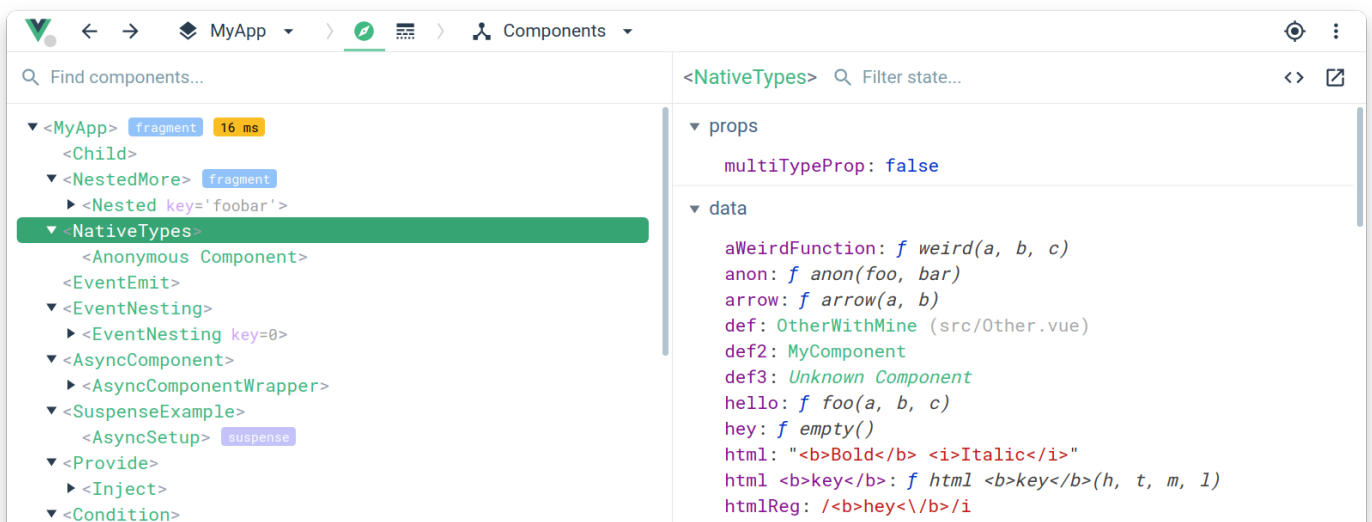 MyApp
Components
Find components...
<MyApp> fragment 16 ms
<Child>
<NestedMore> fragment
<Nested key='foobar'>
<NativeTypes>
<Anonymous Component>
<EventEmit>
<EventNesting>
<EventNesting key=0>
<AsyncComponent>
<AsyncComponentWrapper>
<SuspenseExample>
<AsyncSetup> suspense
<Provide>
<Inject>
<Condition>
<NativeTypes> Filter state...
props
multiTypeProp: false
data
aWeirdFunction: ƒ weird(a, b, c)
anon: ƒ anon(foo, bar)
arrow: ƒ arrow(a, b)
def: OtherWithMine (src/Other.vue)
def2: MyComponent
def3: Unknown Component
hello: ƒ foo(a, b, c)
hey: ƒ empty()
html: "<b>Bold</b> <i>Italic</i>"
html <b>key</b>: ƒ html <b>key</b>(h, t, m, l)
htmlReg: /<b>hey<\/b>/i